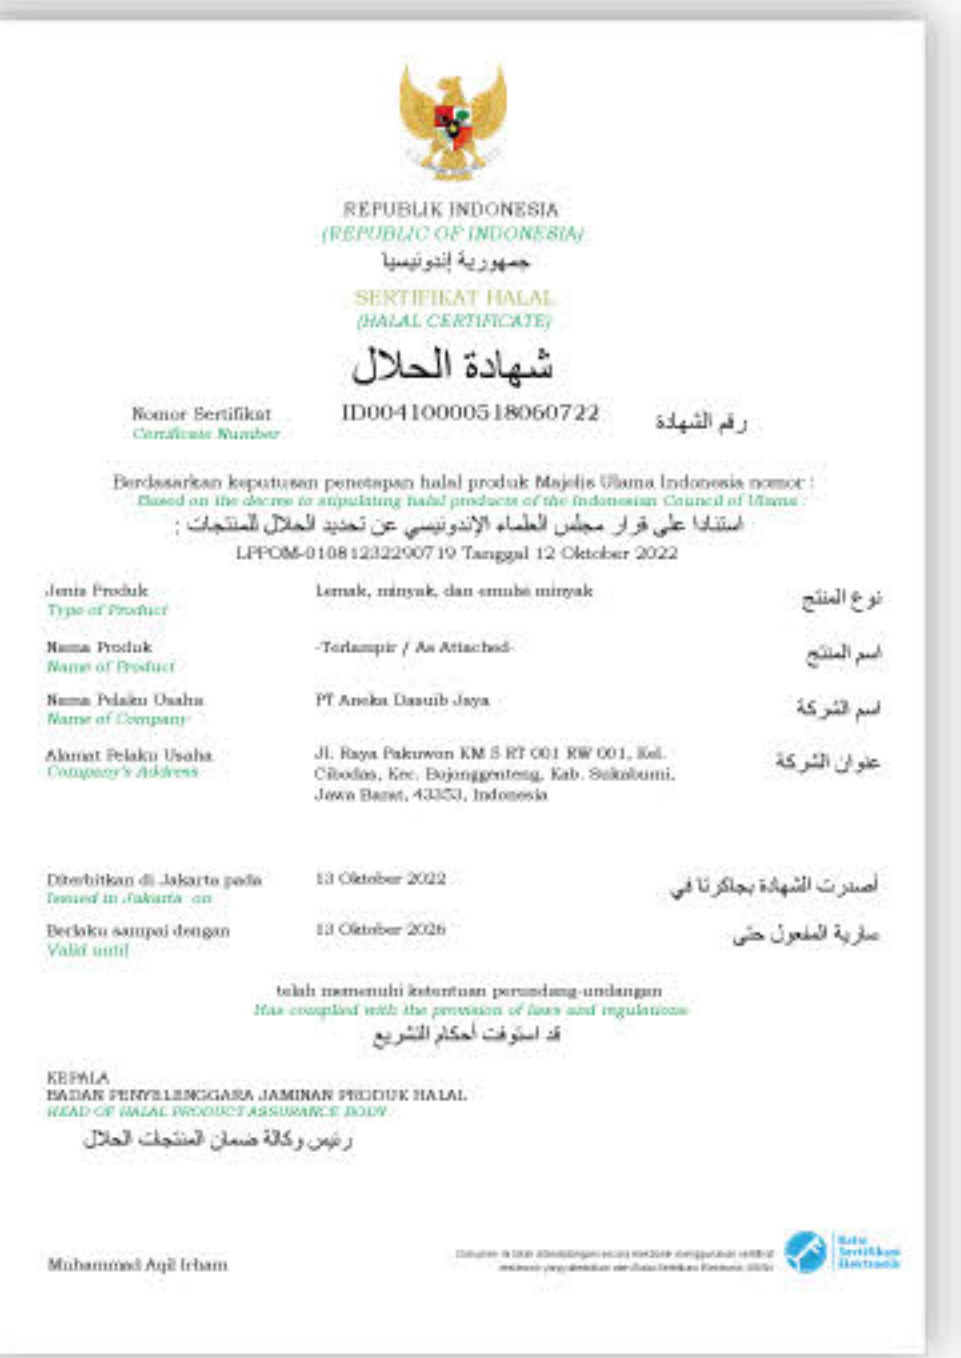 REPUBLIK INDONESIA
(REPUBLIC OF INDONESIA)
جمهورية إندونيسيا
SERTIFIKAT HALAL
(HALAL CERTIFICATE)
شهادة الحلال
Nomor Sertifikat ID00410000518060722 رقم الشهادة
Certificate Number
Berdasarkan keputusan penetapan halal produk Majelis Ulama Indonesia nomor :
Based on the decree to stipulating halal products of the Indonesian Council of Ulama :
استنادا على قرار مجلس العلماء الإندونيسي عن تحديد الحلال للمنتجات :
LPPOM-01081232290719 Tanggal 12 Oktober 2022
Jenis Produk Lemak, minyak, dan emulsi minyak نوع المنتج
Type of Product
Nama Produk -Terlampir / As Attached- اسم المنتج
Name of Product
Nama Pelaku Usaha PT Aneka Dasuib Jaya اسم الشركة
Name of Company
Alamat Pelaku Usaha Jl. Raya Pakuwon KM 5 RT 001 RW 001, Kel. عنوان الشركة
Company's Address Cibodas, Kec. Bojonggenteng, Kab. Sukabumi,
Jawa Barat, 43353, Indonesia
Diterbitkan di Jakarta pada 13 Oktober 2022 أصدرت الشهادة بجاكرتا في
Issued in Jakarta on
Berlaku sampai dengan 13 Oktober 2026 سارية المفعول حتى
Valid until
telah memenuhi ketentuan perundang-undangan
Has complied with the provision of laws and regulations
قد استوفت أحكام التشريع
KEPALA
BADAN PENYELENGGARA JAMINAN PRODUK HALAL
HEAD OF HALAL PRODUCT ASSURANCE BODY
رئيس وكالة ضمان المنتجات الحلال
Muhammad Aqil Irham
Balai
Sertifikasi
Elektronik